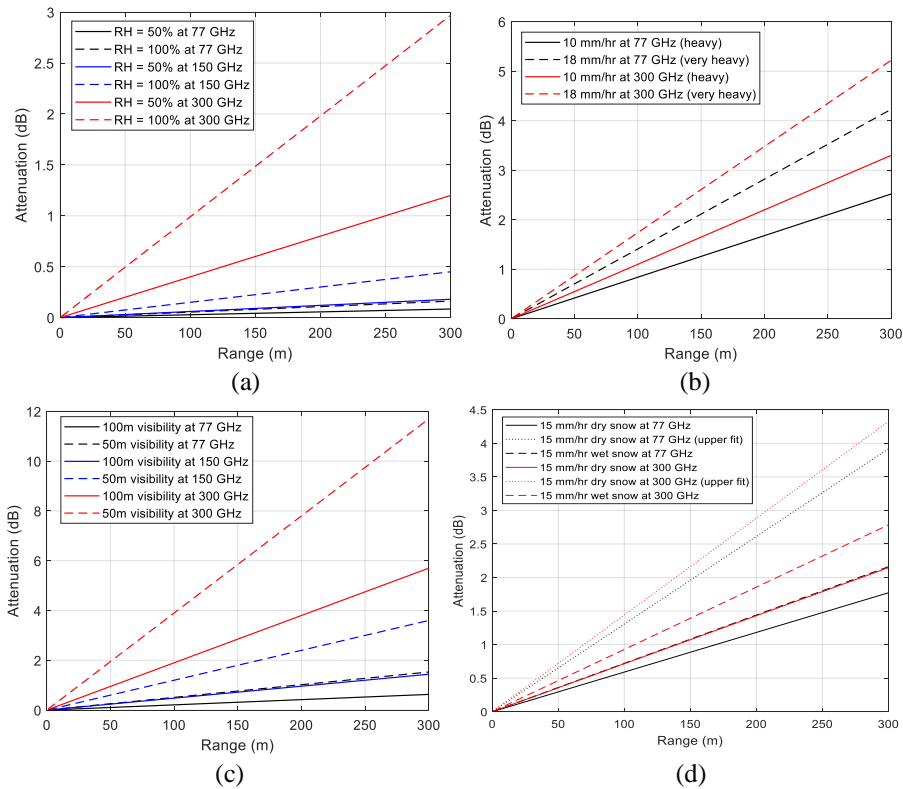 3
2.5
2
1.5
1
0.5
0
0
50
100
150
200
250
300
Attenuation (dB)
Range (m)
RH = 50% at 77 GHz
RH = 100% at 77 GHz
RH = 50% at 150 GHz
RH = 100% at 150 GHz
RH = 50% at 300 GHz
RH = 100% at 300 GHz
(a)
6
5
4
3
2
1
0
0
50
100
150
200
250
300
Attenuation (dB)
Range (m)
10 mm/hr at 77 GHz (heavy)
18 mm/hr at 77 GHz (very heavy)
10 mm/hr at 300 GHz (heavy)
18 mm/hr at 300 GHz (very heavy)
(b)
12
10
8
6
4
2
0
0
50
100
150
200
250
300
Attenuation (dB)
Range (m)
100m visibility at 77 GHz
50m visibility at 77 GHz
100m visibility at 150 GHz
50m visibility at 150 GHz
100m visibility at 300 GHz
50m visibility at 300 GHz
(c)
4.5
4
3.5
3
2.5
2
1.5
1
0.5
0
0
50
100
150
200
250
300
Attenuation (dB)
Range (m)
15 mm/hr dry snow at 77 GHz
15 mm/hr dry snow at 77 GHz (upper fit)
15 mm/hr wet snow at 77 GHz
15 mm/hr dry snow at 300 GHz
15 mm/hr dry snow at 300 GHz (upper fit)
15 mm/hr wet snow at 300 GHz
(d)